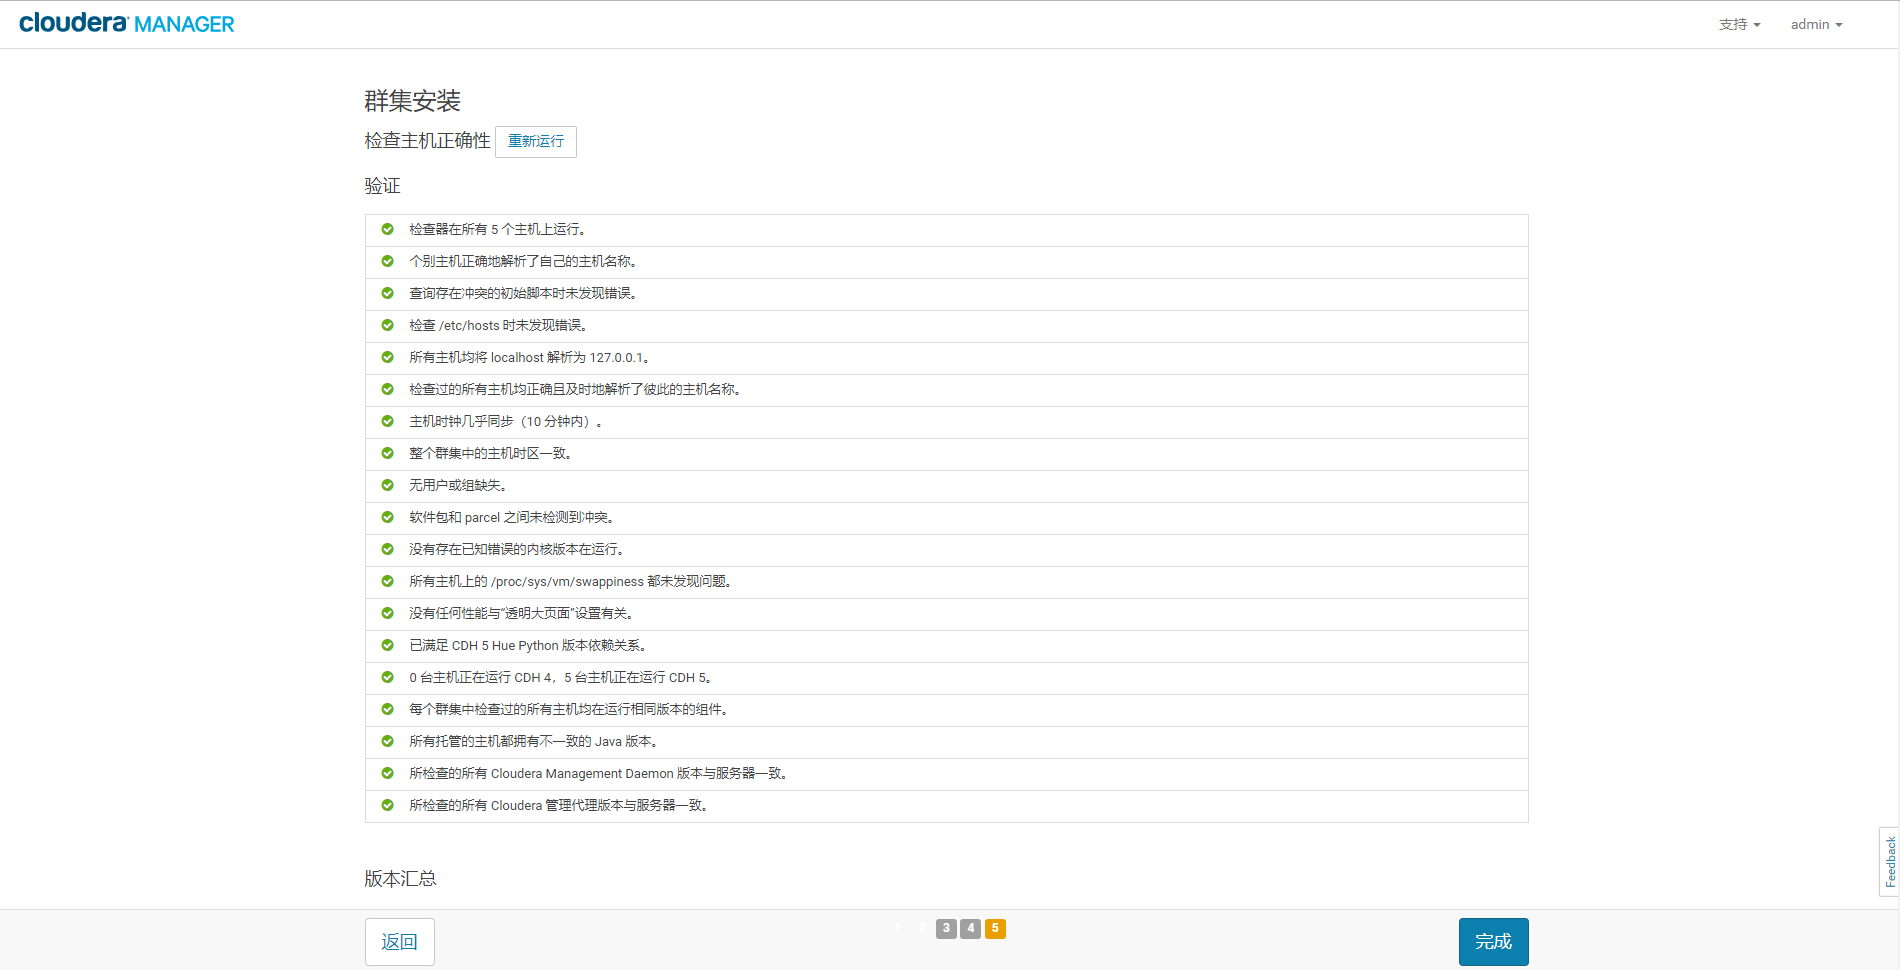 cloudera MANAGER
支持 admin
群集安装
检查主机正确性 重新运行
验证
检查器在所有 5 个主机上运行。
个别主机正确地解析了自己的主机名称。
查询存在冲突的初始脚本时未发现错误。
检查 /etc/hosts 时未发现错误。
所有主机均将 localhost 解析为 127.0.0.1。
检查过的所有主机均正确且及时地解析了彼此的主机名称。
主机时钟几乎同步（10 分钟内）。
整个群集中的主机时区一致。
无用户或组缺失。
软件包和 parcel 之间未检测到冲突。
没有存在已知错误的内核版本在运行。
所有主机上的 /proc/sys/vm/swappiness 都未发现问题。
没有任何性能与“透明大页面”设置有关。
已满足 CDH 5 Hue Python 版本依赖关系。
0 台主机正在运行 CDH 4，5 台主机正在运行 CDH 5。
每个群集中检查过的所有主机均在运行相同版本的组件。
所有托管的主机都拥有不一致的 Java 版本。
所检查的所有 Cloudera Management Daemon 版本与服务器一致。
所检查的所有 Cloudera 管理代理版本与服务器一致。
Feedback
版本汇总
返回 1 2 3 4 5 完成